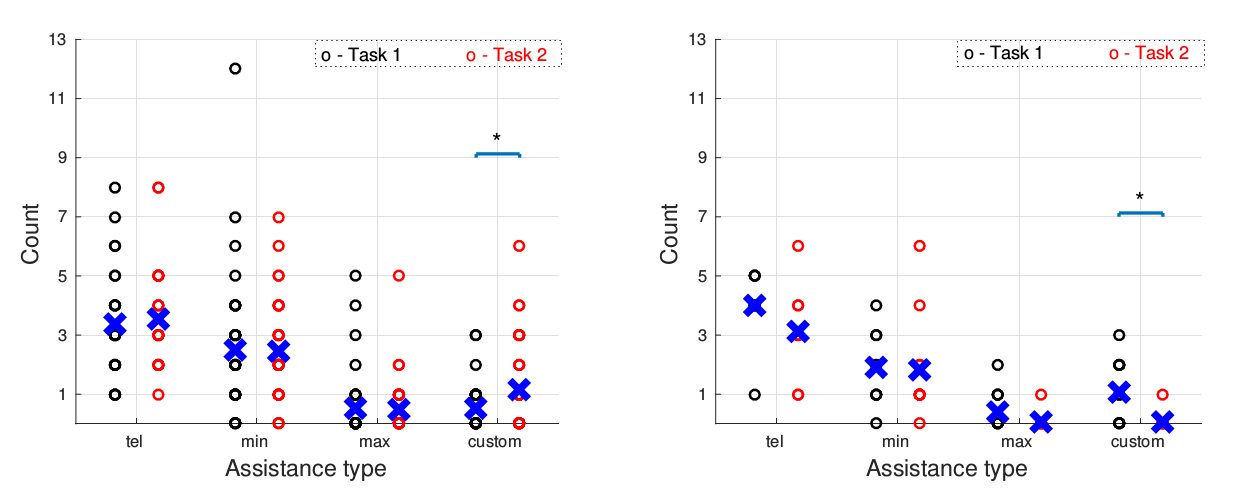 13
11
9
7
5
3
1
Count
o - Task 1
o - Task 2
*
tel
min
max
custom
Assistance type
13
11
9
7
5
3
1
Count
o - Task 1
o - Task 2
*
tel
min
max
custom
Assistance type